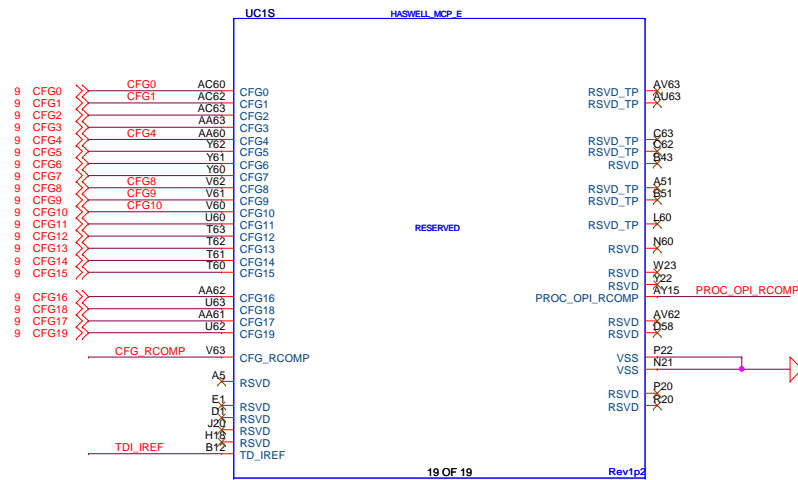 UC1S HASWELL_MCP_E
9 CFG0 CFG0 AC60 CFG0 RSVD_TP AV63
9 CFG1 CFG1 AC62 CFG1 RSVD_TP AU63
9 CFG2 AC63 CFG2
9 CFG3 AA63 CFG3
9 CFG4 CFG4 AA60 CFG4 RSVD_TP C63
9 CFG5 Y62 CFG5 RSVD_TP C62
9 CFG6 Y61 CFG6 RSVD B43
9 CFG7 Y60 CFG7
9 CFG8 CFG8 V62 CFG8 RSVD_TP A51
9 CFG9 CFG9 V61 CFG9 RSVD_TP B51
9 CFG10 CFG10 V60 CFG10
9 CFG11 U60 CFG11 RSVD_TP L60
9 CFG12 T63 CFG12 RESERVED
9 CFG13 T62 CFG13 RSVD N60
9 CFG14 T61 CFG14
9 CFG15 T60 CFG15 RSVD W23
RSVD Y22
9 CFG16 AA62 CFG16 PROC_OPI_RCOMP AY15 PROC_OPI_RCOMP
9 CFG18 U63 CFG18
9 CFG17 AA61 CFG17 RSVD AV62
9 CFG19 U62 CFG19 RSVD D58
CFG_RCOMP V63 CFG_RCOMP VSS P22
VSS N21
A5 RSVD
RSVD P20
E1 RSVD RSVD R20
D1 RSVD
J20 RSVD
H18 RSVD
TDI_IREF B12 TD_IREF
19 OF 19 Rev1p2